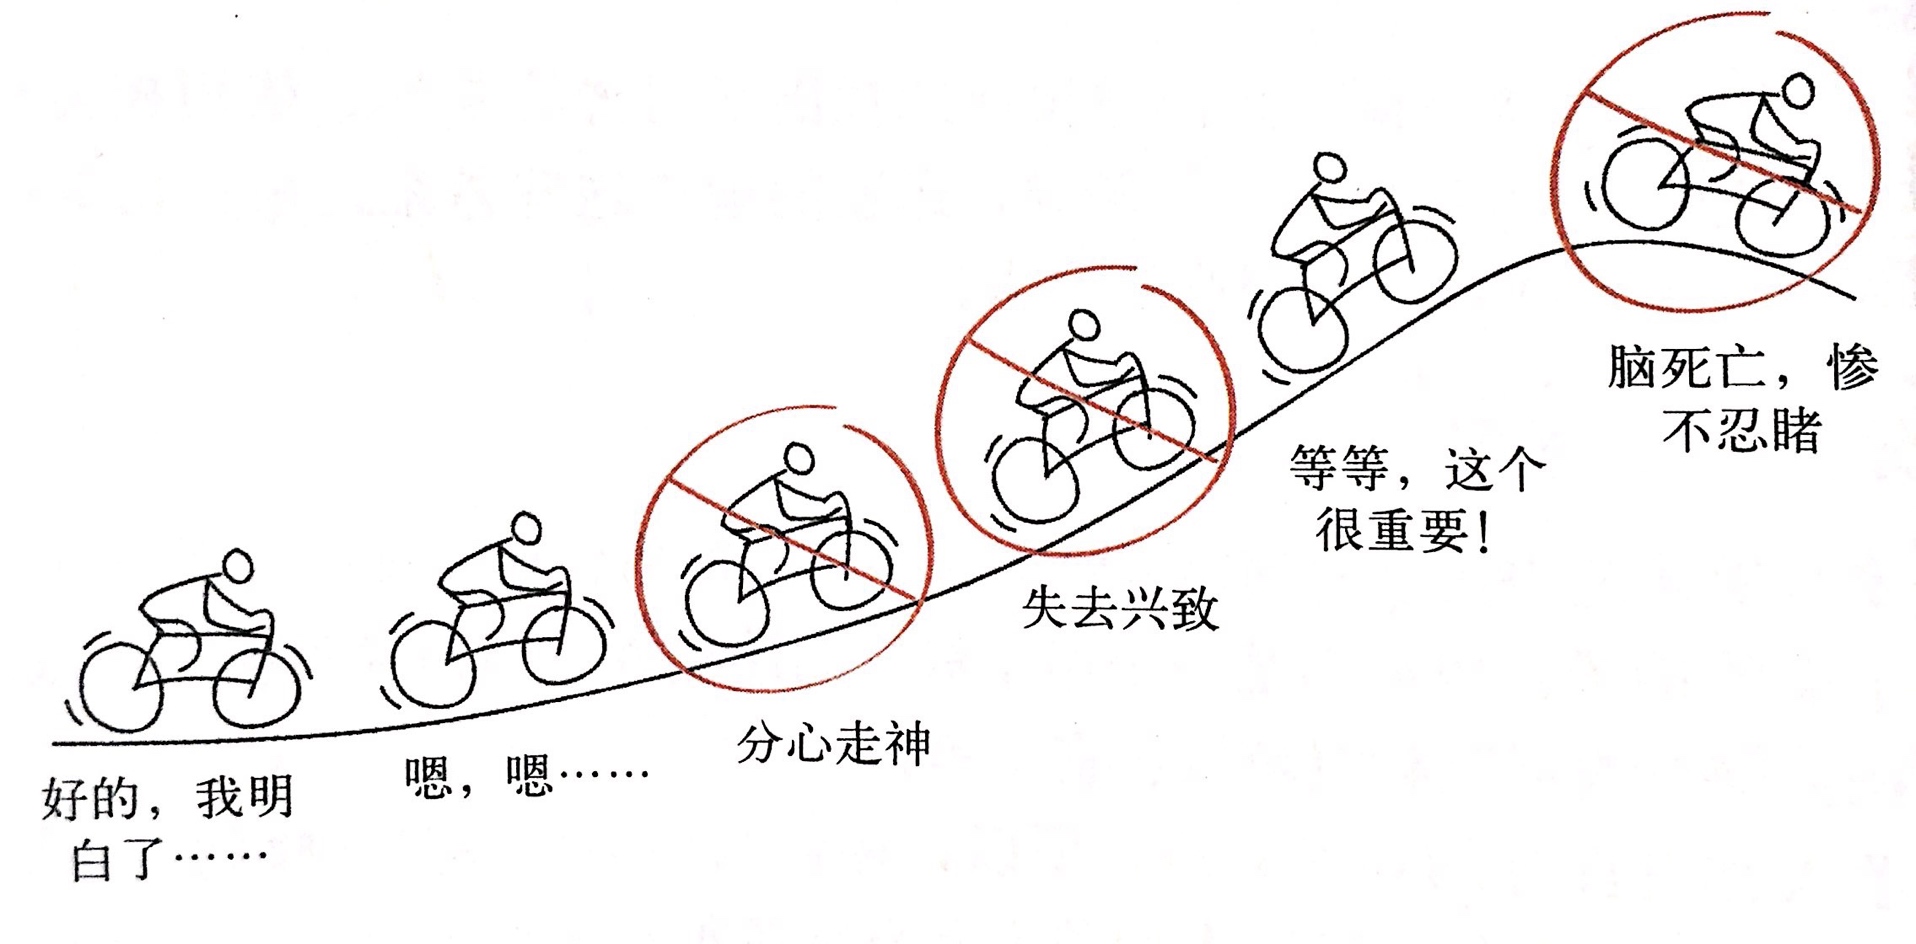 好的，我明
白了……
嗯，嗯……
分心走神
失去兴致
等等，这个
很重要！
脑死亡，惨
不忍睹